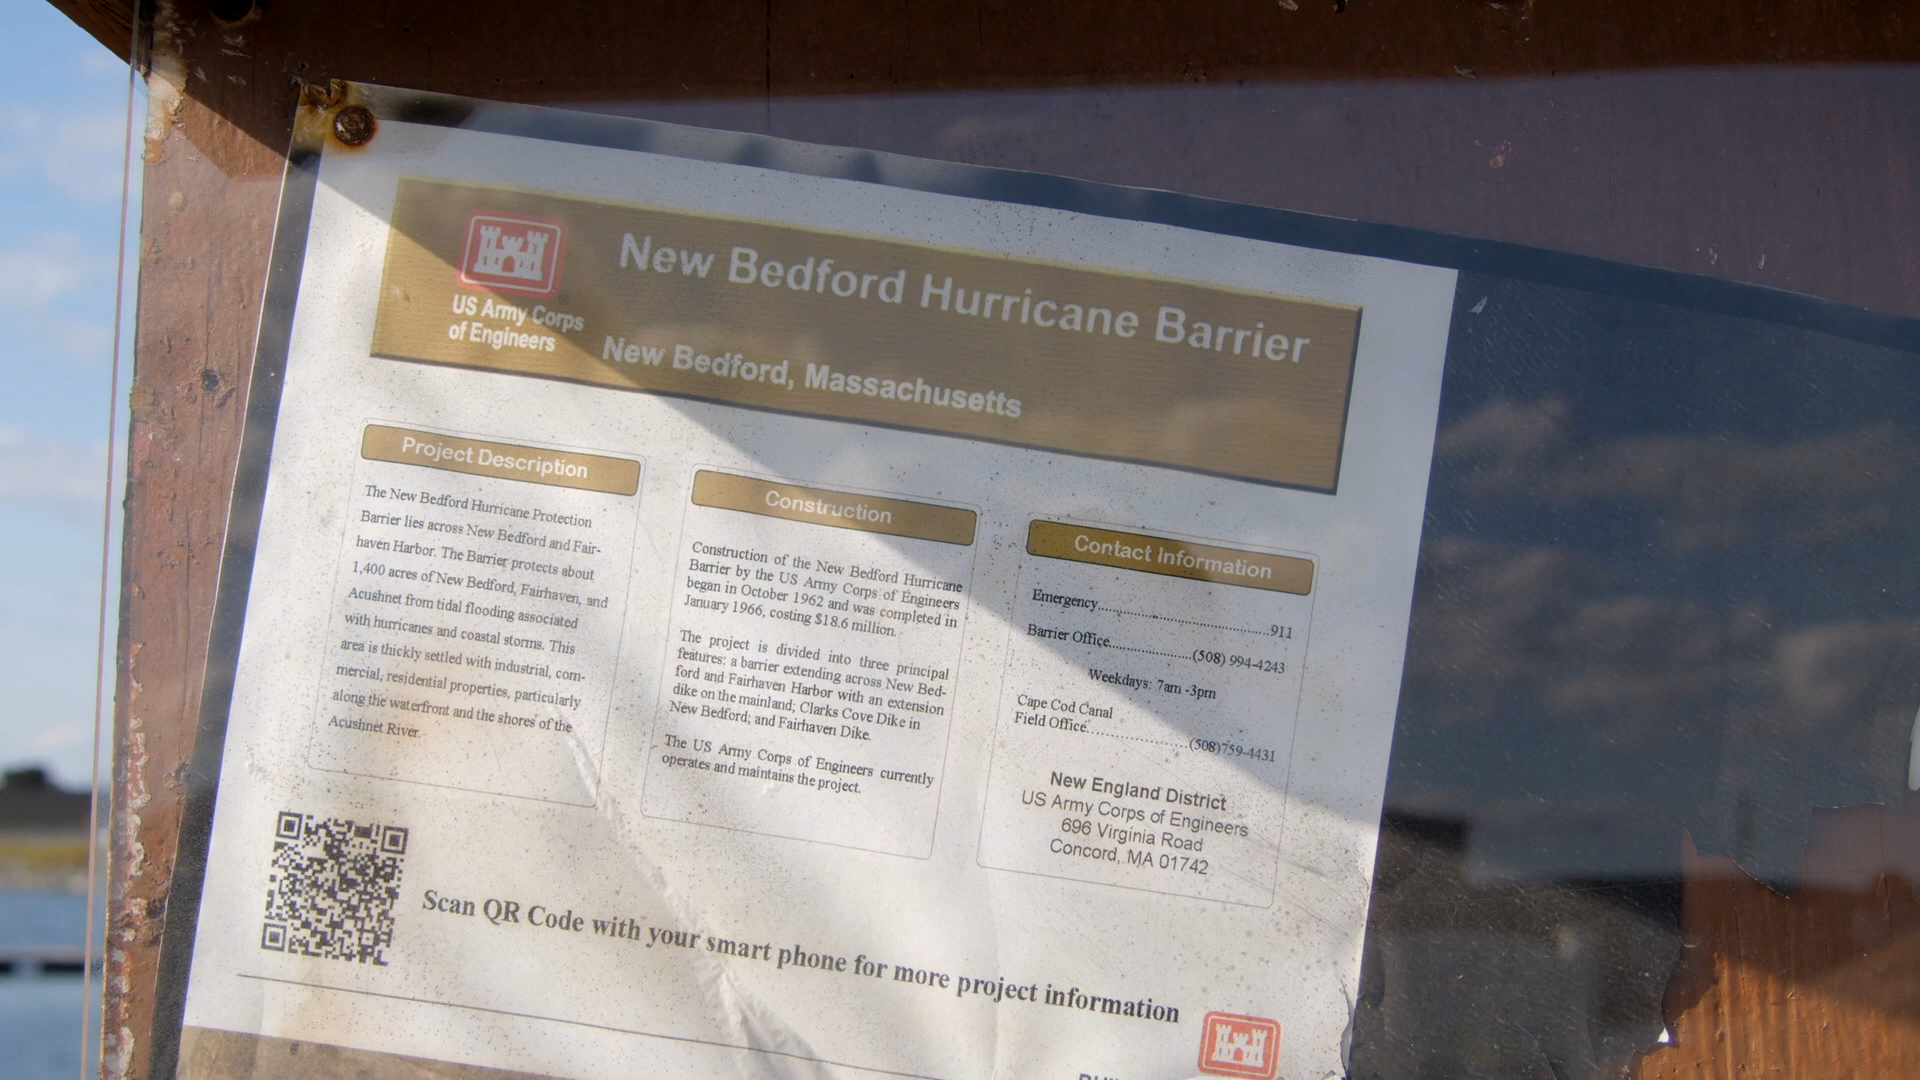 New Bedford Hurricane Barrier
US Army Corps
of Engineers
New Bedford, Massachusetts
Project Description
The New Bedford Hurricane Protection
Barrier lies across New Bedford and Fair-
haven Harbor. The Barrier protects about
1,400 acres of New Bedford, Fairhaven, and
Acushnet from tidal flooding associated
with hurricanes and coastal storms. This
area is thickly settled with industrial, com-
mercial, residential properties, particularly
along the waterfront and the shores of the
Acushnet River.
Construction
Construction of the New Bedford Hurricane
Barrier by the US Army Corps of Engineers
began in October 1962 and was completed in
January 1966, costing $18.6 million.
The project is divided into three principal
features: a barrier extending across New Bed-
ford and Fairhaven Harbor with an extension
dike on the mainland; Clarks Cove Dike in
New Bedford; and Fairhaven Dike.
The US Army Corps of Engineers currently
operates and maintains the project.
Contact Information
Emergency..........................................911
Barrier Office....................(508) 994-4243
Weekdays: 7am -3pm
Cape Cod Canal
Field Office.........................(508)759-4431
New England District
US Army Corps of Engineers
696 Virginia Road
Concord, MA 01742
Scan QR Code with your smart phone for more project information